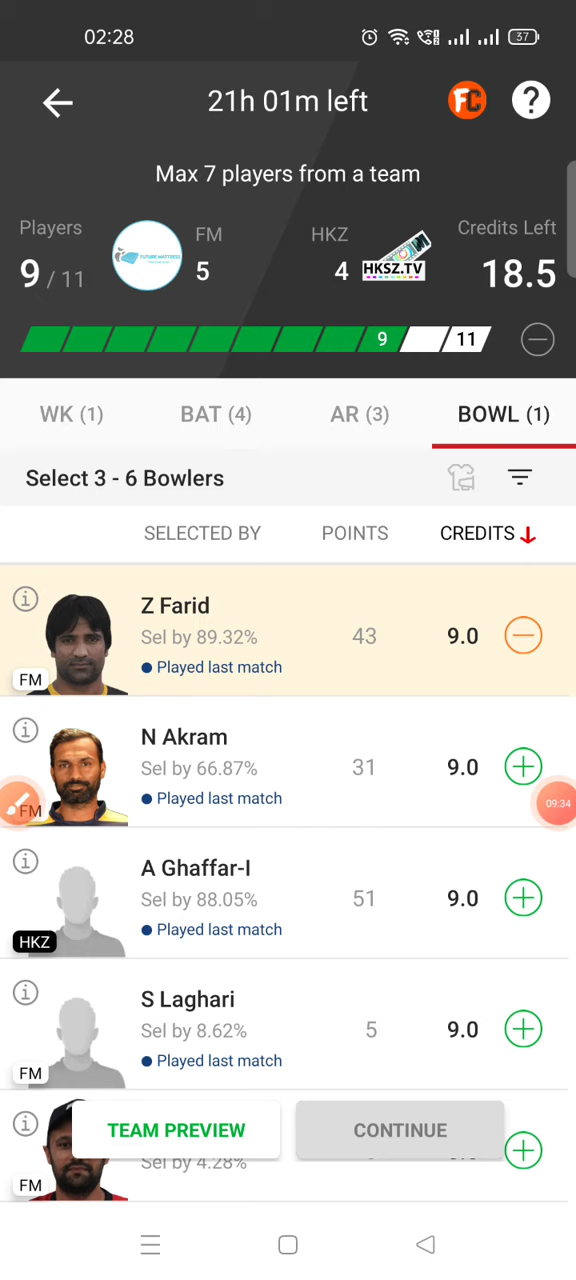 02:28
37
21h 01m left
FC
?
Max 7 players from a team
Players
FM
HKZ
Credits Left
9 / 11
FUTURE MATTRESS
5
4
HKSZ.TV
18.5
9
11
WK (1)
BAT (4)
AR (3)
BOWL (1)
Select 3 - 6 Bowlers
SELECTED BY
POINTS
CREDITS
Z Farid
Sel by 89.32%
43
9.0
Played last match
FM
N Akram
Sel by 66.87%
31
9.0
Played last match
FM
09:34
A Ghaffar-I
Sel by 88.05%
51
9.0
Played last match
HKZ
S Laghari
Sel by 8.62%
5
9.0
Played last match
FM
TEAM PREVIEW
CONTINUE
Sel by 4.28%
FM